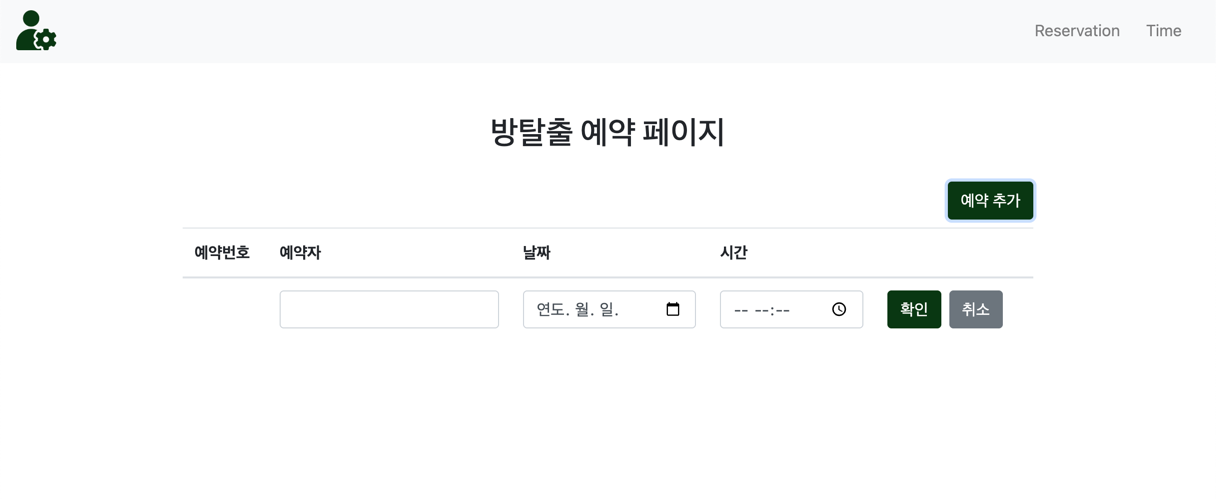 Reservation Time
방탈출 예약 페이지
예약 추가
예약번호 예약자 날짜 시간
연도. 월. 일. -- --:-- 확인 취소